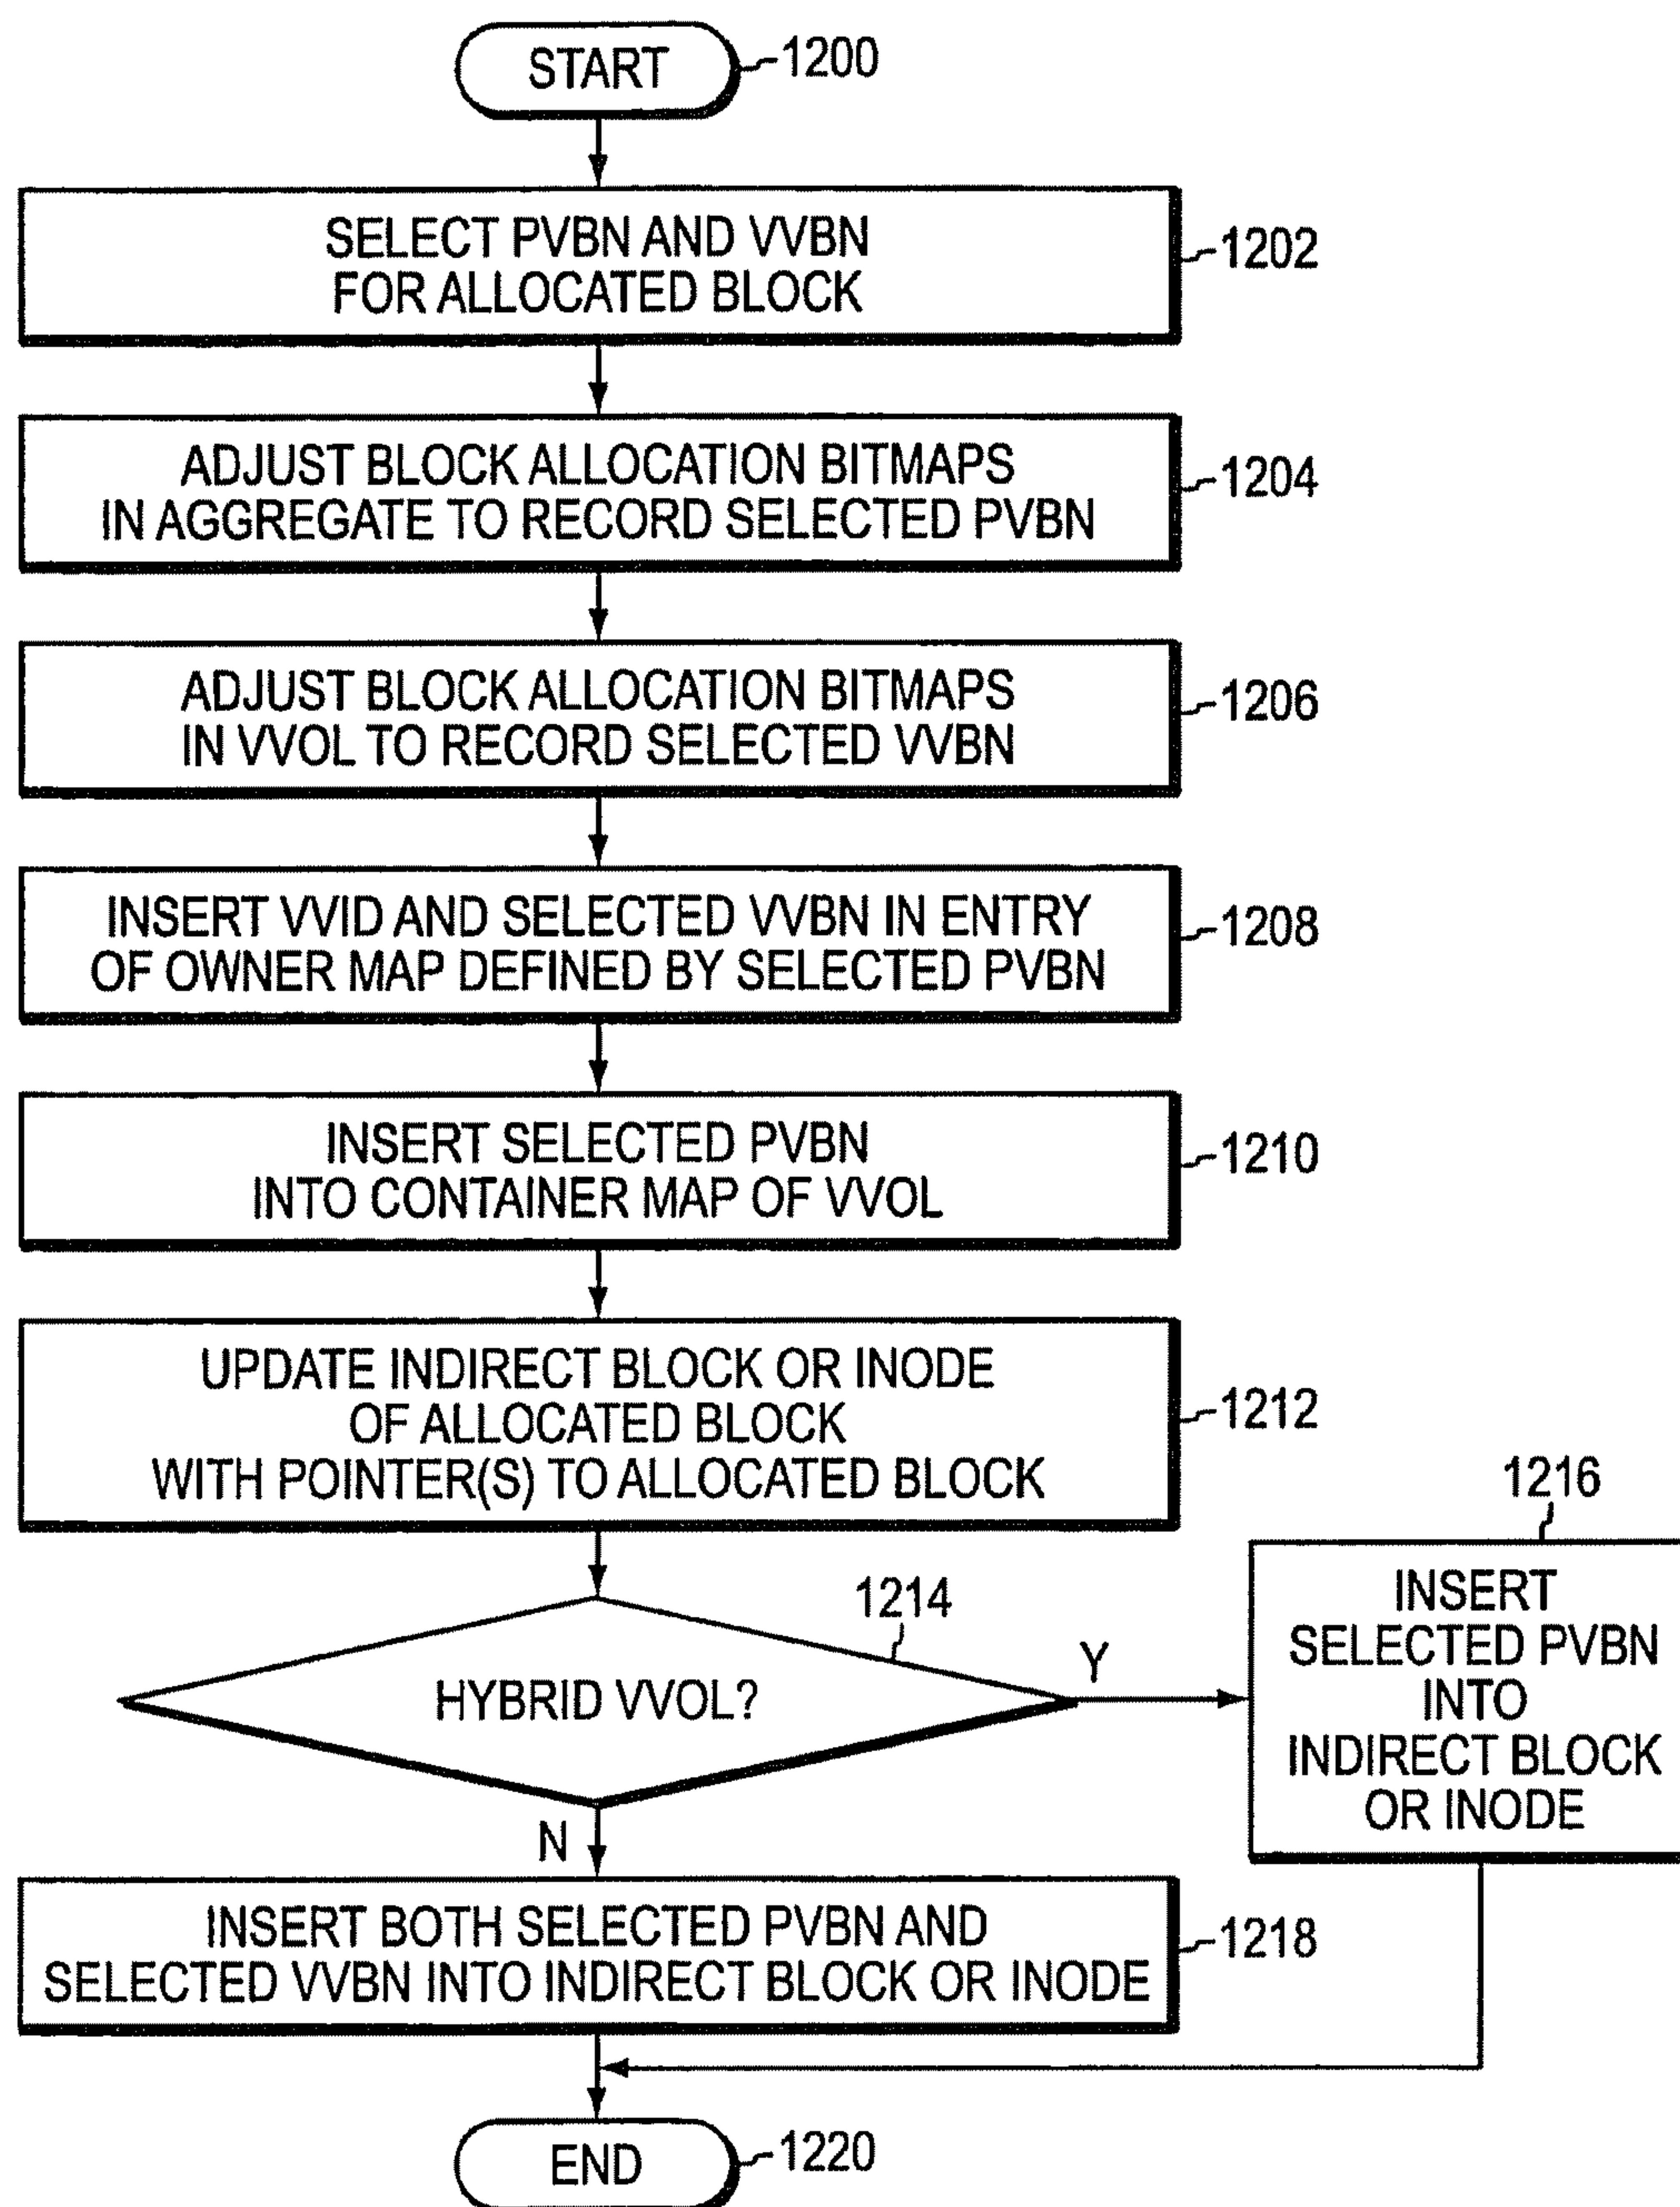 START
1200
SELECT PVBN AND VVBN
FOR ALLOCATED BLOCK
1202
ADJUST BLOCK ALLOCATION BITMAPS
IN AGGREGATE TO RECORD SELECTED PVBN
1204
ADJUST BLOCK ALLOCATION BITMAPS
IN VVOL TO RECORD SELECTED VVBN
1206
INSERT VVID AND SELECTED VVBN IN ENTRY
OF OWNER MAP DEFINED BY SELECTED PVBN
1208
INSERT SELECTED PVBN
INTO CONTAINER MAP OF VVOL
1210
UPDATE INDIRECT BLOCK OR INODE
OF ALLOCATED BLOCK
WITH POINTER(S) TO ALLOCATED BLOCK
1212
HYBRID VVOL?
1214
Y
1216
INSERT
SELECTED PVBN
INTO
INDIRECT BLOCK
OR INODE
N
INSERT BOTH SELECTED PVBN AND
SELECTED VVBN INTO INDIRECT BLOCK OR INODE
1218
END
1220